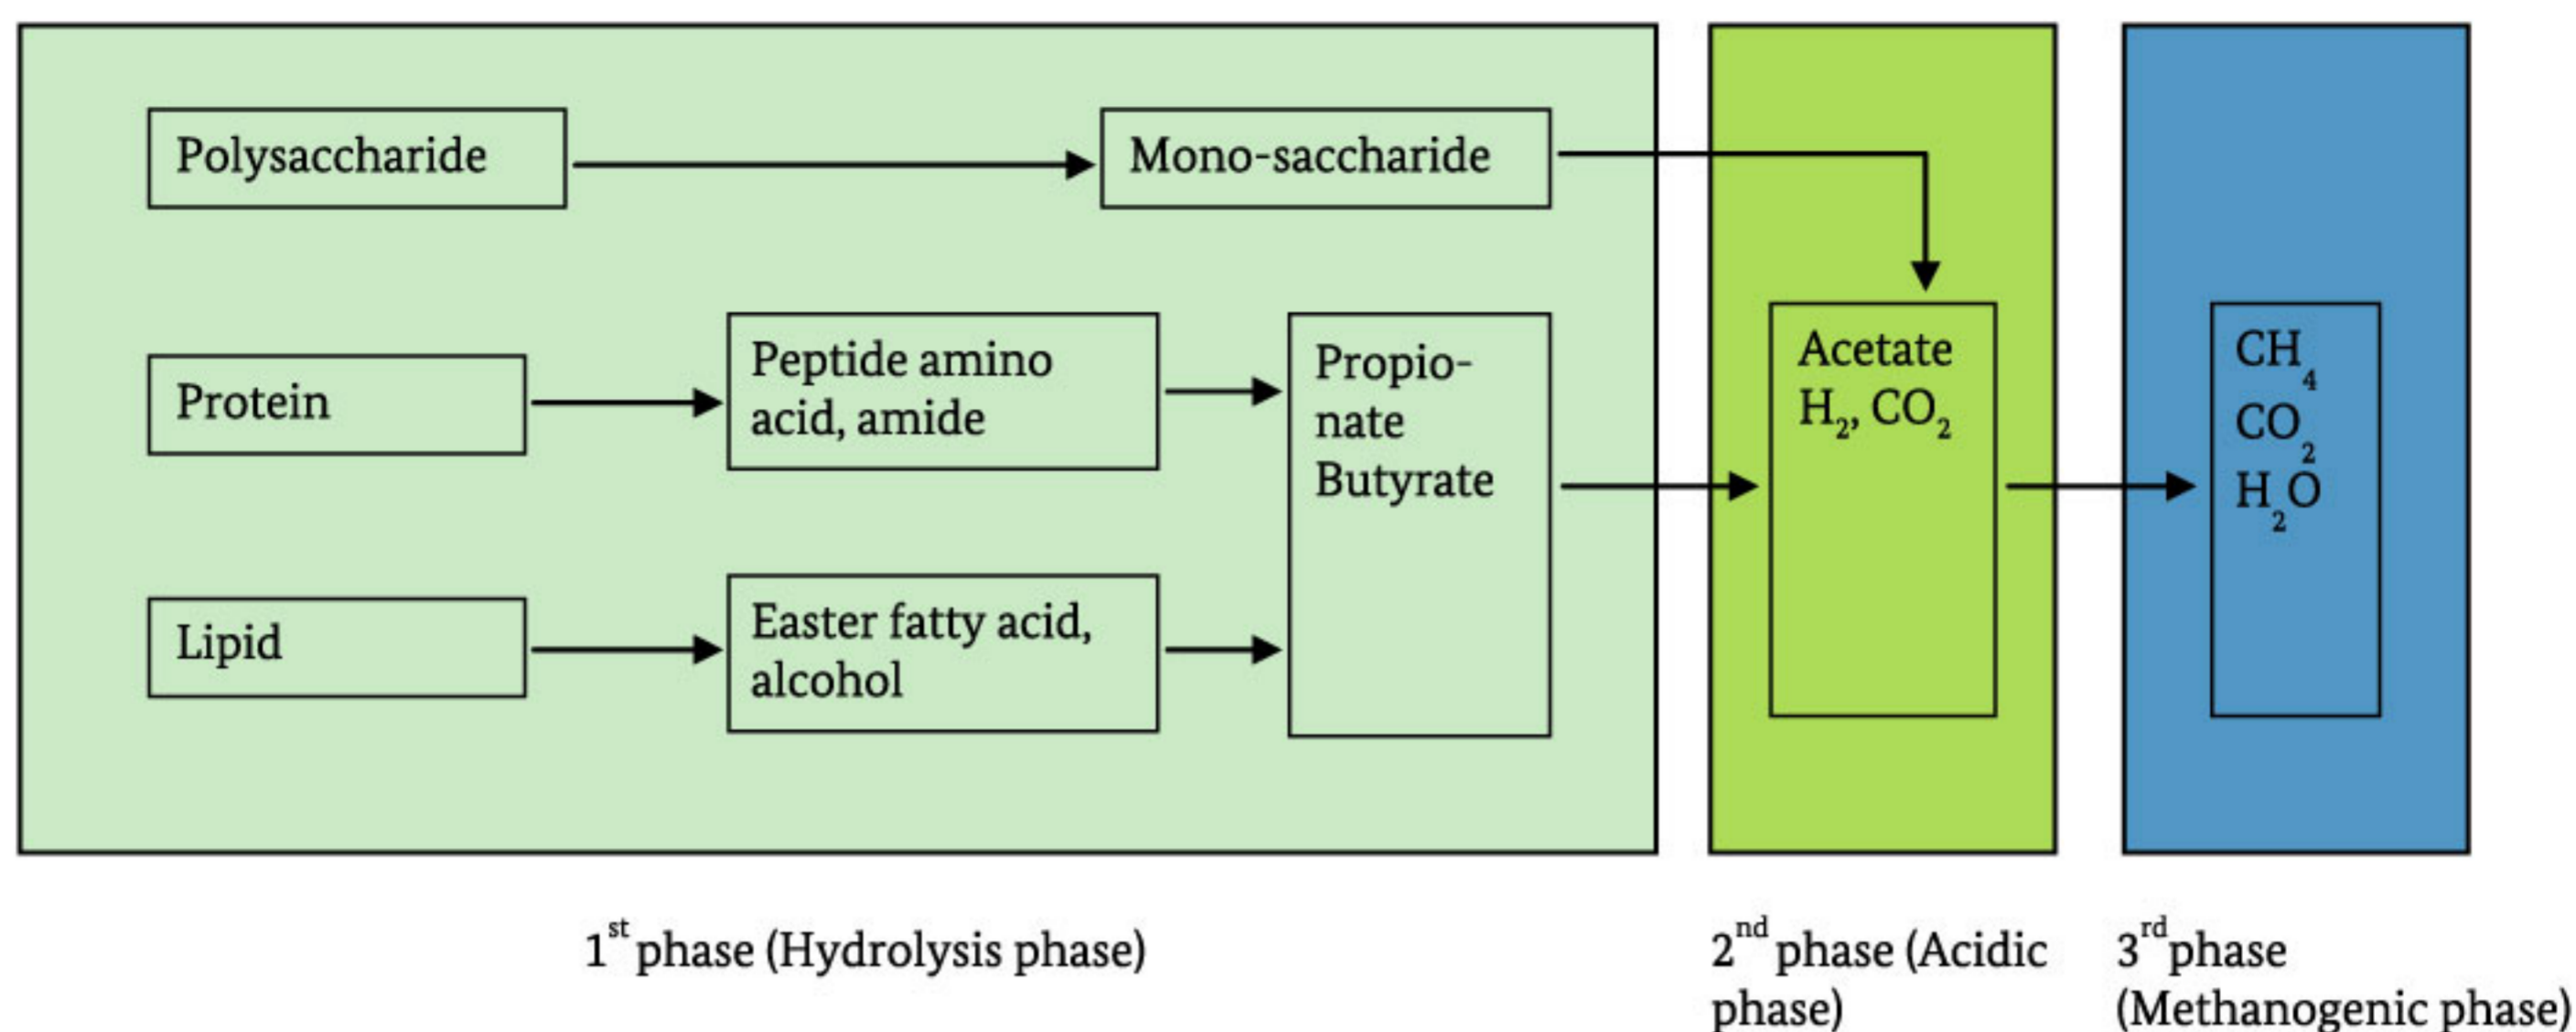 Polysaccharide
Mono-saccharide
Protein
Peptide amino
acid, amide
Propio-
nate
Butyrate
Lipid
Easter fatty acid,
alcohol
Acetate
H₂, CO₂
CH₄
CO₂
H₂O
1st phase (Hydrolysis phase)
2nd phase (Acidic
phase)
3rd phase
(Methanogenic phase)